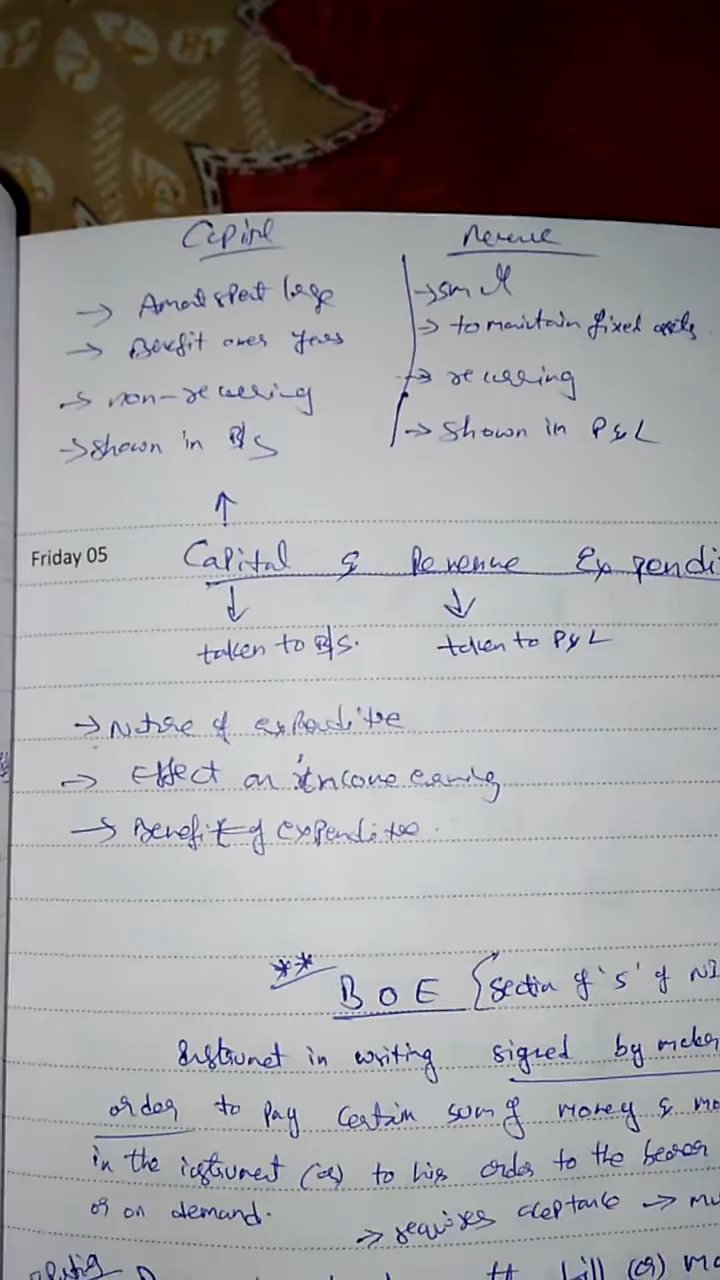 Capital Revenue
→ Amount spent large → small
→ Benefit over years → to maintain fixed assets
→ non-recurring → recurring
→ shown in B/S → Shown in P&L
↑
Friday 05 Capital & Revenue Expendi
↓ ↓
taken to B/S. taken to P&L
→ Nature of expenditure
→ Effect on income earning
→ Benefit of expenditure.
** BOE { Section of '5' of NI
Instrument in writing signed by maker
order to pay certain sum of money &
in the instrument (or) to his order to the bearer
or on demand.
→ requires acceptance →
bill (or)